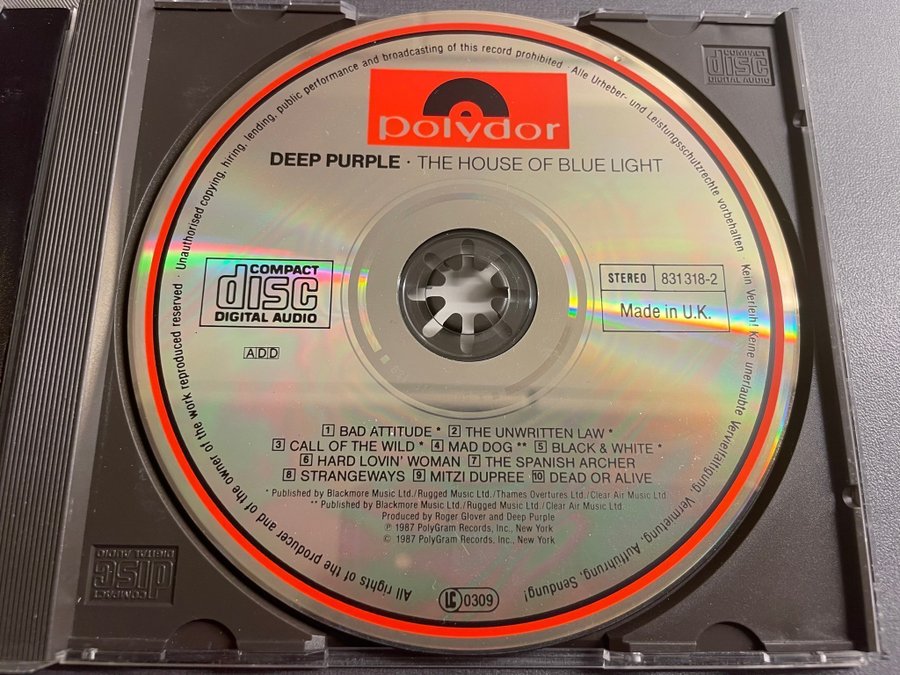 Unauthorised copying, hiring, lending, public performance and broadcasting of this record prohibited · Alle Urheber- und Leistungsschutzrechte vorbehalten · Kein Verleih! Keine unerlaubte Vervielfältigung, Vermietung, Aufführung, Sendung!
All rights of the producer and of the owner of the work reproduced reserved ·
COMPACT
disc
DIGITAL AUDIO
polydor
DEEP PURPLE · THE HOUSE OF BLUE LIGHT
COMPACT
disc
DIGITAL AUDIO
STEREO 831 318-2
Made in U.K.
ADD
1 BAD ATTITUDE * 2 THE UNWRITTEN LAW *
3 CALL OF THE WILD * 4 MAD DOG ** 5 BLACK & WHITE *
6 HARD LOVIN' WOMAN 7 THE SPANISH ARCHER
8 STRANGEWAYS 9 MITZI DUPREE 10 DEAD OR ALIVE
* Published by Blackmore Music Ltd./Rugged Music Ltd./Thames Overtures Ltd./Clear Air Music Ltd
** Published by Blackmore Music Ltd./Rugged Music Ltd./Clear Air Music Ltd
Produced by Roger Glover and Deep Purple
℗ 1987 PolyGram Records, Inc., New York
© 1987 PolyGram Records, Inc., New York
LC 0309
COMPACT
disc
DIGITAL AUDIO